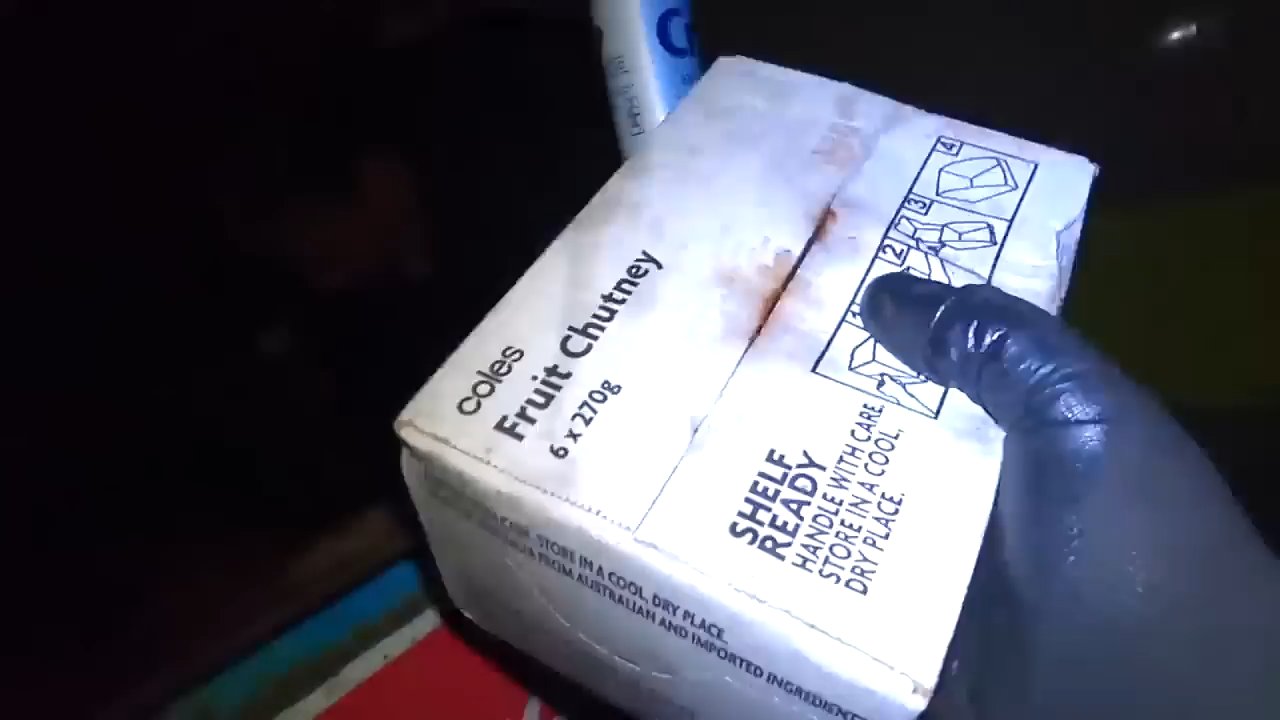 coles
Fruit Chutney
6 x 270g
4
3
2
SHELF
READY
HANDLE WITH CARE.
STORE IN A COOL,
DRY PLACE.
STORE IN A COOL, DRY PLACE.
FROM AUSTRALIAN AND IMPORTED INGREDIENT